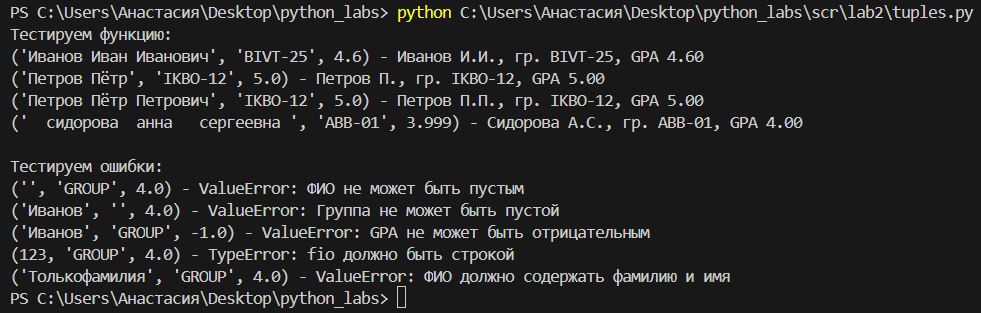 PS C:\Users\Анастасия\Desktop\python_labs> python C:\Users\Анастасия\Desktop\python_labs\scr\lab2\tuples.py
Тестируем функцию:
('Иванов Иван Иванович', 'BIVT-25', 4.6) - Иванов И.И., гр. BIVT-25, GPA 4.60
('Петров Пётр', 'IKBO-12', 5.0) - Петров П., гр. IKBO-12, GPA 5.00
('Петров Пётр Петрович', 'IKBO-12', 5.0) - Петров П.П., гр. IKBO-12, GPA 5.00
('  сидорова  анна   сергеевна ', 'ABB-01', 3.999) - Сидорова А.С., гр. ABB-01, GPA 4.00
Тестируем ошибки:
('', 'GROUP', 4.0) - ValueError: ФИО не может быть пустым
('Иванов', '', 4.0) - ValueError: Группа не может быть пустой
('Иванов', 'GROUP', -1.0) - ValueError: GPA не может быть отрицательным
(123, 'GROUP', 4.0) - TypeError: fio должно быть строкой
('Толькофамилия', 'GROUP', 4.0) - ValueError: ФИО должно содержать фамилию и имя
PS C:\Users\Анастасия\Desktop\python_labs>